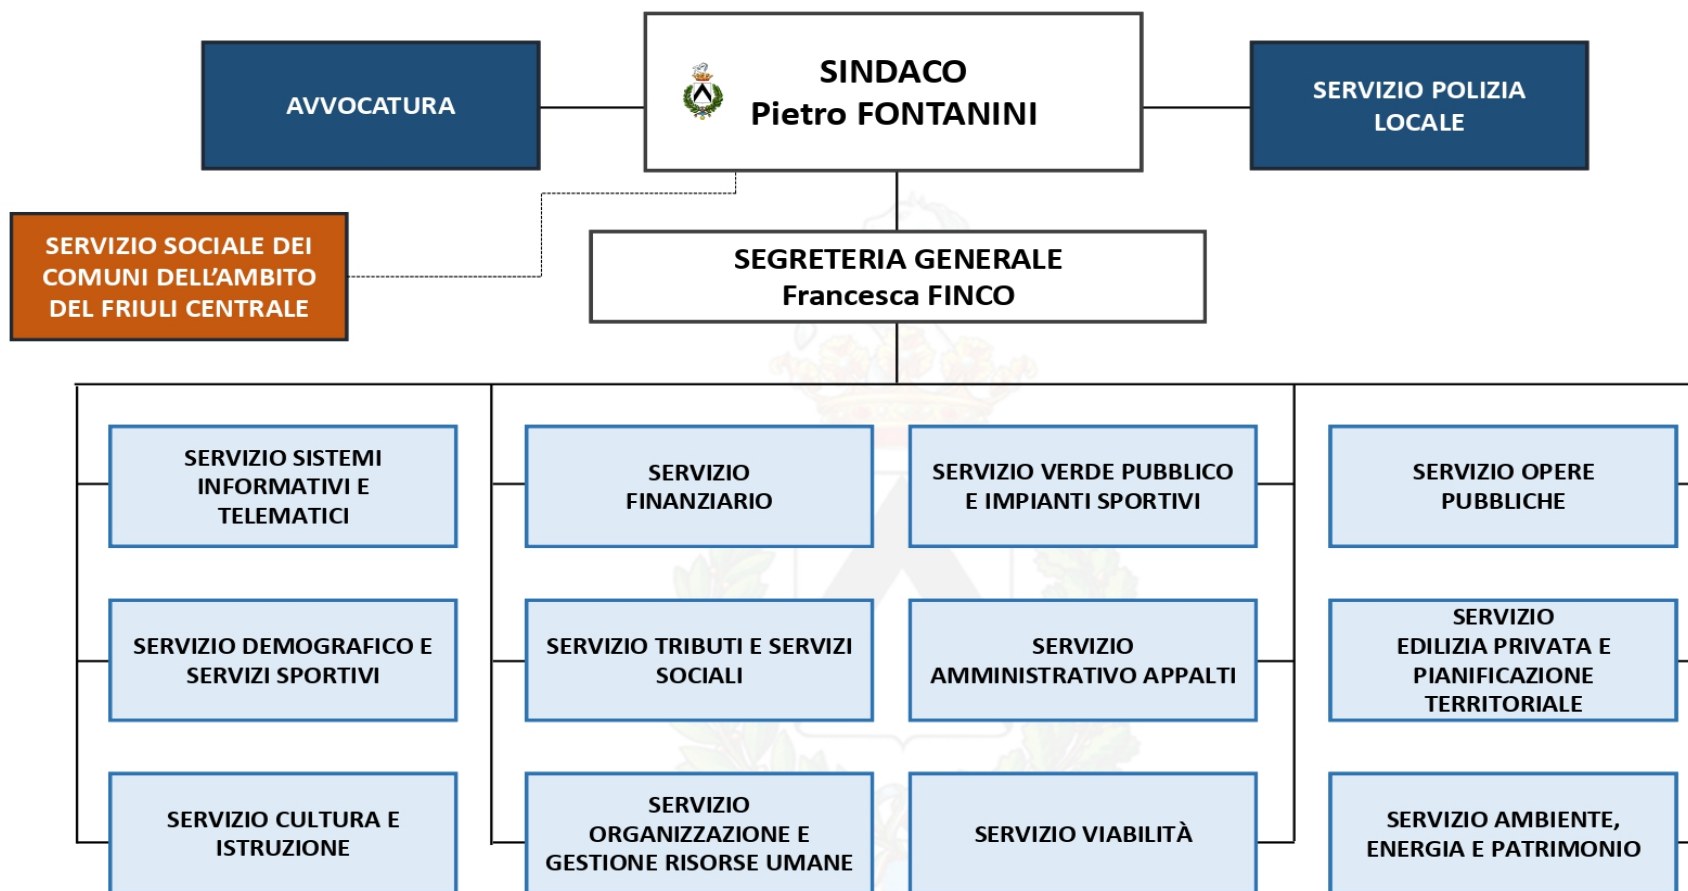 AVVOCATURA
SINDACO
Pietro FONTANINI
SERVIZIO POLIZIA
LOCALE
SERVIZIO SOCIALE DEI
COMUNI DELL’AMBITO
DEL FRIULI CENTRALE
SEGRETERIA GENERALE
Francesca FINCO
SERVIZIO SISTEMI
INFORMATIVI E
TELEMATICI
SERVIZIO
FINANZIARIO
SERVIZIO VERDE PUBBLICO
E IMPIANTI SPORTIVI
SERVIZIO OPERE
PUBBLICHE
SERVIZIO DEMOGRAFICO E
SERVIZI SPORTIVI
SERVIZIO TRIBUTI E SERVIZI
SOCIALI
SERVIZIO
AMMINISTRATIVO APPALTI
SERVIZIO
EDILIZIA PRIVATA E
PIANIFICAZIONE
TERRITORIALE
SERVIZIO CULTURA E
ISTRUZIONE
SERVIZIO
ORGANIZZAZIONE E
GESTIONE RISORSE UMANE
SERVIZIO VIABILITÀ
SERVIZIO AMBIENTE,
ENERGIA E PATRIMONIO